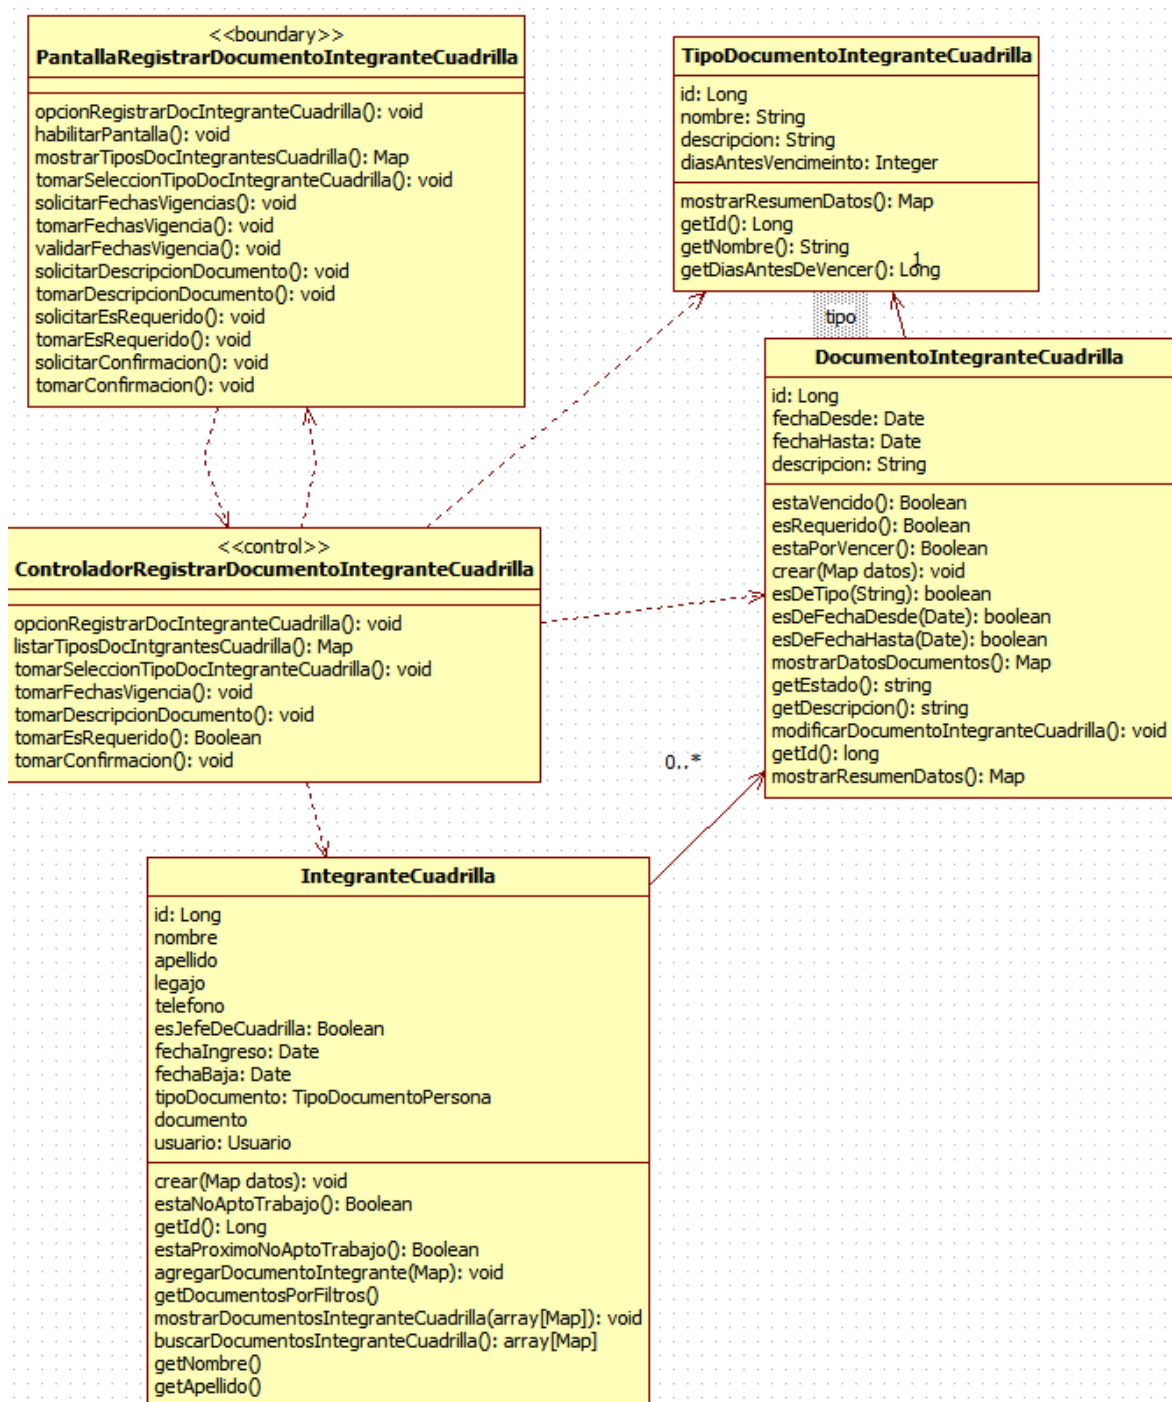 <<boundary>>
PantallaRegistrarDocumentoIntegranteCuadrilla
opcionRegistrarDocIntegranteCuadrilla(): void
habilitarPantalla(): void
mostrarTiposDocIntegrantesCuadrilla(): Map
tomarSeleccionTipoDocIntegranteCuadrilla(): void
solicitarFechasVigencias(): void
tomarFechasVigencia(): void
validarFechasVigencia(): void
solicitarDescripcionDocumento(): void
tomarDescripcionDocumento(): void
solicitarEsRequerido(): void
tomarEsRequerido(): void
solicitarConfirmacion(): void
tomarConfirmacion(): void
TipoDocumentoIntegranteCuadrilla
id: Long
nombre: String
descripcion: String
diasAntesVencimeinto: Integer
mostrarResumenDatos(): Map
getId(): Long
getNombre(): String
getDiasAntesDeVencer(): Long
1
tipo
DocumentoIntegranteCuadrilla
id: Long
fechaDesde: Date
fechaHasta: Date
descripcion: String
estaVencido(): Boolean
esRequerido(): Boolean
estaPorVencer(): Boolean
crear(Map datos): void
esDeTipo(String): boolean
esDeFechaDesde(Date): boolean
esDeFechaHasta(Date): boolean
mostrarDatosDocumentos(): Map
getEstado(): string
getDescripcion(): string
modificarDocumentoIntegranteCuadrilla(): void
getId(): long
mostrarResumenDatos(): Map
<<control>>
ControladorRegistrarDocumentoIntegranteCuadrilla
opcionRegistrarDocIntegranteCuadrilla(): void
listarTiposDocIntgrantesCuadrilla(): Map
tomarSeleccionTipoDocIntegranteCuadrilla(): void
tomarFechasVigencia(): void
tomarDescripcionDocumento(): void
tomarEsRequerido(): Boolean
tomarConfirmacion(): void
0..*
IntegranteCuadrilla
id: Long
nombre
apellido
legajo
telefono
esJefeDeCuadrilla: Boolean
fechaIngreso: Date
fechaBaja: Date
tipoDocumento: TipoDocumentoPersona
documento
usuario: Usuario
crear(Map datos): void
estaNoAptoTrabajo(): Boolean
getId(): Long
estaProximoNoAptoTrabajo(): Boolean
agregarDocumentoIntegrante(Map): void
getDocumentosPorFiltros()
mostrarDocumentosIntegranteCuadrilla(array[Map]): void
buscarDocumentosIntegranteCuadrilla(): array[Map]
getNombre()
getApellido()